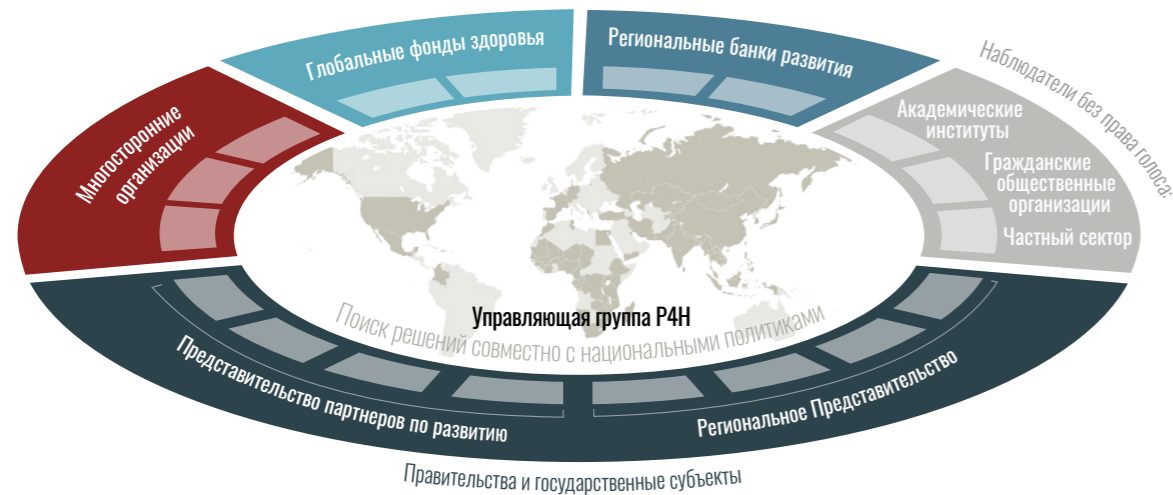 Глобальные фонды здоровья
Региональные банки развития
Наблюдатели без права голоса:
Многосторонние
организации
Академические
институты
Гражданские
общественные
организации
Частный сектор
Управляющая группа P4H
Поиск решений совместно с национальными политиками
Представительство партнеров по развитию
Региональное Представительство
Правительства и государственные субъекты